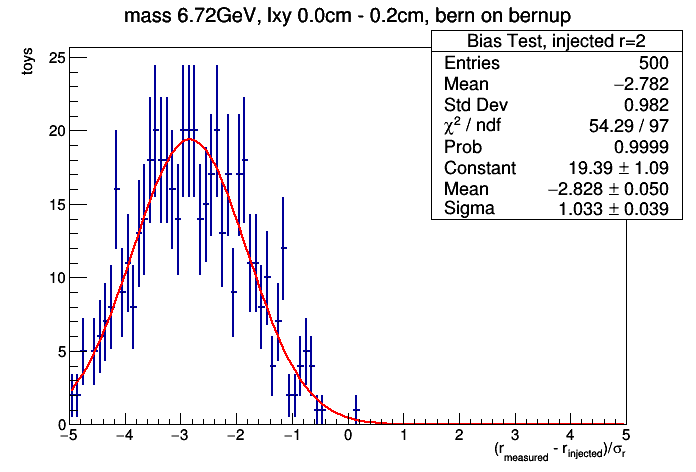 mass 6.72GeV, lxy 0.0cm - 0.2cm, bern on bernup
Bias Test, injected r=2
Entries 500
Mean −2.782
Std Dev 0.982
χ² / ndf 54.29 / 97
Prob 0.9999
Constant 19.39 ± 1.09
Mean −2.828 ± 0.050
Sigma 1.033 ± 0.039
toys
25
20
15
10
5
0
−5 −4 −3 −2 −1 0 1 2 3 4 5
(r_measured - r_injected)/σ_r